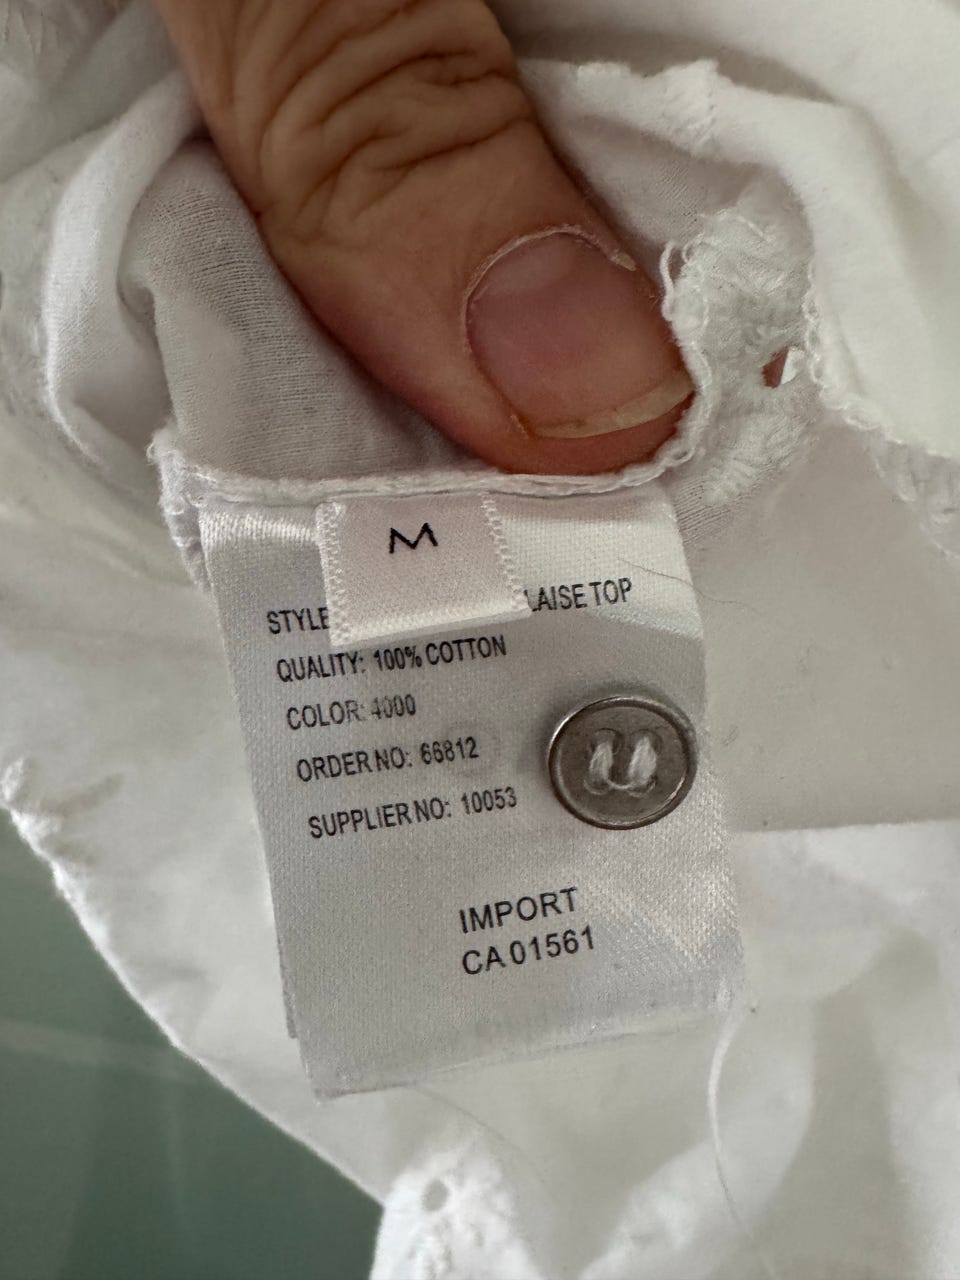 M
STYLE LAISE TOP
QUALITY: 100% COTTON
COLOR: 4000
ORDER NO: 66812
SUPPLIER NO: 10053
IMPORT
CA 01561